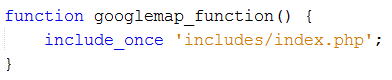 function googlemap_function() {
    include_once 'includes/index.php';
}